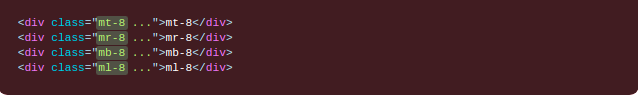 <div class="mt-8 ...">mt-8</div>
<div class="mr-8 ...">mr-8</div>
<div class="mb-8 ...">mb-8</div>
<div class="ml-8 ...">ml-8</div>